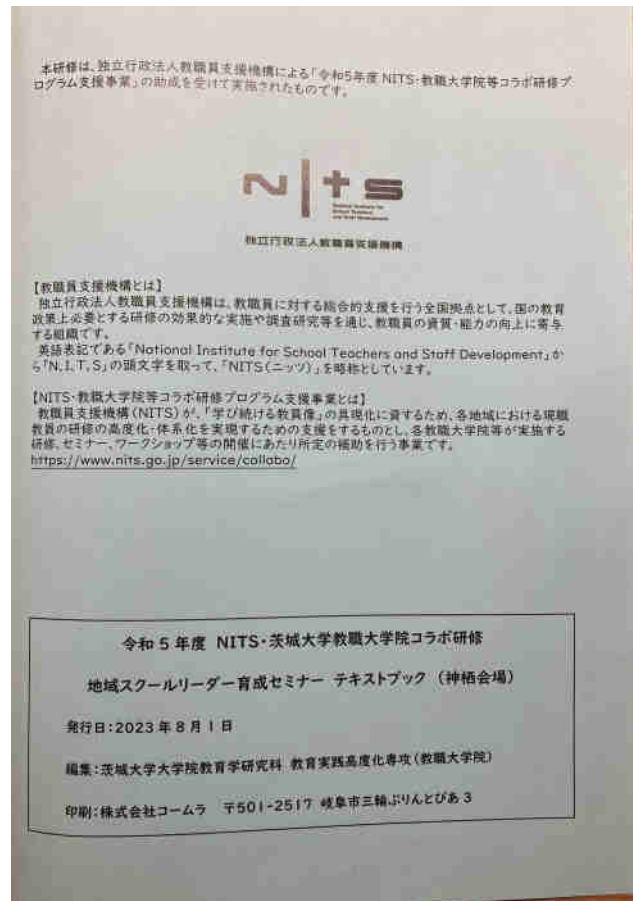 本研修は、独立行政法人教職員支援機構による「令和5年度 NITS・教職大学院等コラボ研修プ
ログラム支援事業」の助成を受けて実施されたものです。
NITS
National Institute for
School Teachers
and Staff Development
独立行政法人教職員支援機構
【教職員支援機構とは】
独立行政法人教職員支援機構は、教職員に対する総合的支援を行う全国拠点として、国の教育
政策上必要とする研修の効果的な実施や調査研究等を通じ、教職員の資質・能力の向上に寄与
する組織です。
英語表記である「National Institute for School Teachers and Staff Development」か
ら「N.I.T.S」の頭文字を取って、「NITS(ニッツ)」を略称としています。
【NITS・教職大学院等コラボ研修プログラム支援事業とは】
教職員支援機構(NITS)が、「学び続ける教員像」の具現化に資するため、各地域における現職
教員の研修の高度化・体系化を実現するための支援をするものとし、各教職大学院等が実施する
研修、セミナー、ワークショップ等の開催にあたり所定の補助を行う事業です。
https://www.nits.go.jp/service/collabo/
令和5年度 NITS・茨城大学教職大学院コラボ研修
地域スクールリーダー育成セミナー テキストブック (神栖会場)
発行日:2023年8月1日
編集:茨城大学大学院教育学研究科 教育実践高度化専攻(教職大学院)
印刷:株式会社コームラ 〒501-2517 岐阜市三輪ぷりんとぴあ3